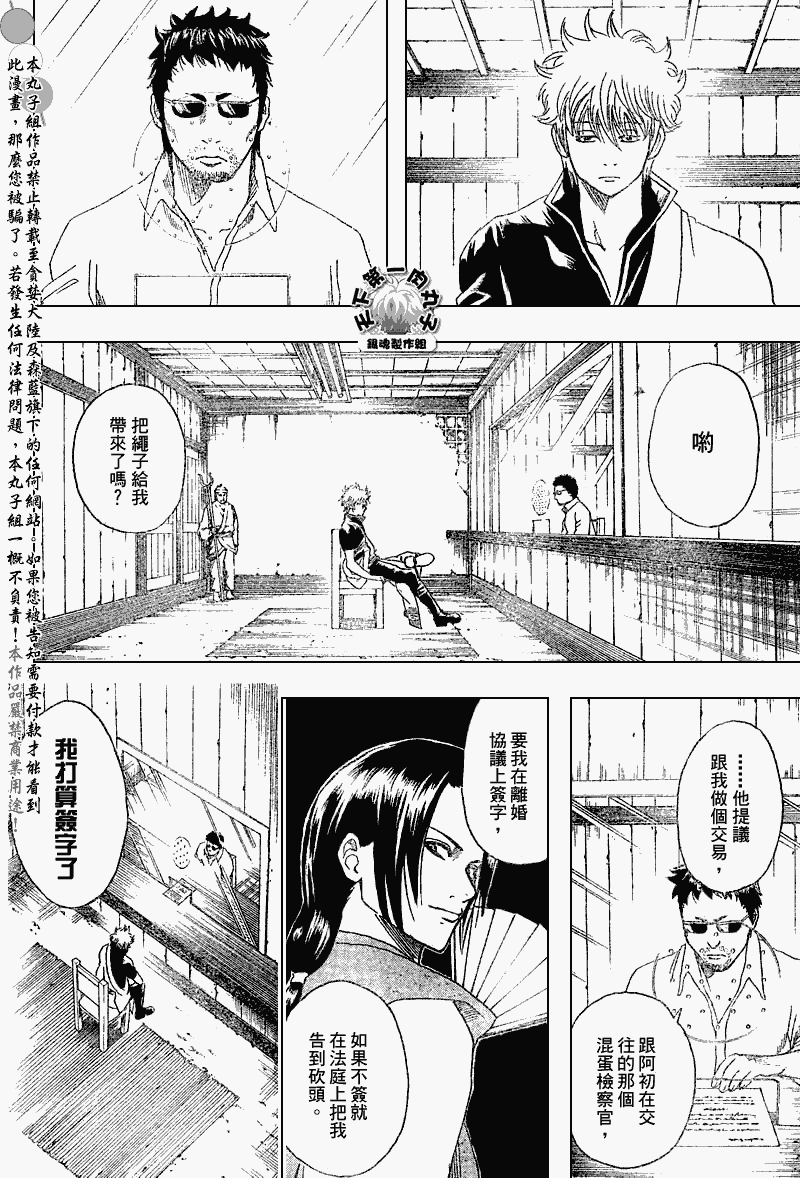 本丸子組作品禁止轉載至貪婪大陸及森藍旗下的任何網站!如果您被告知需要付款才能看到
此漫畫,那麼您被騙了。若發生任何法律問題,本丸子組一概不負責!本作品嚴禁商業用途!
天下第一肉丸子
銀魂製作組
喲
把繩子給我
帶來了嗎?
……他提議
跟我做個交易,
跟阿初在交
往的那個
混蛋檢察官,
要我在離婚
協議上簽字,
如果不簽就
在法庭上把我
告到砍頭。
我打算簽字了